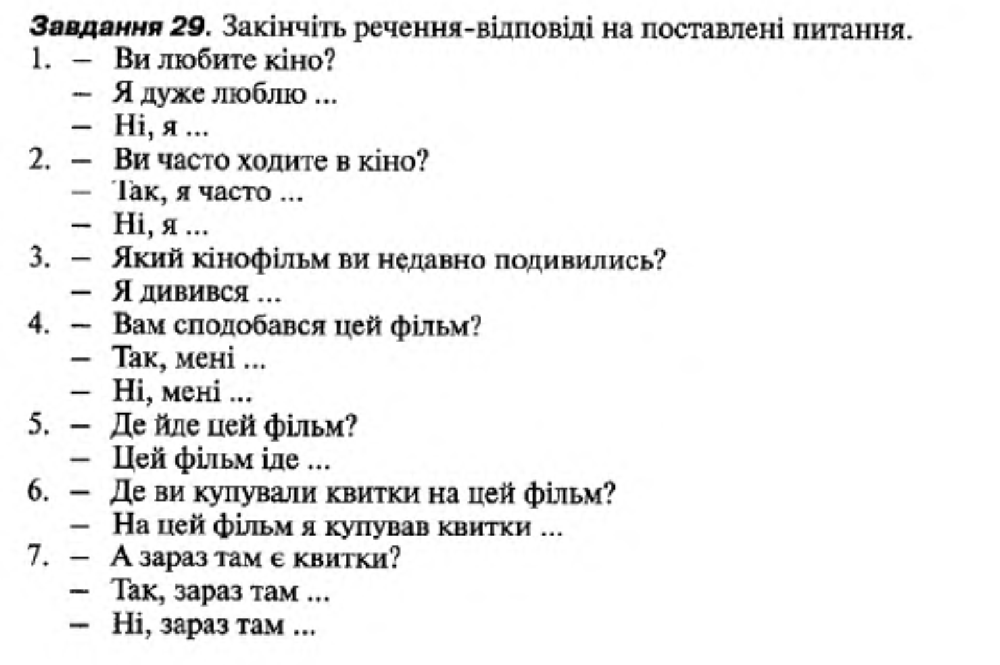 Завдання 29. Закінчіть речення-відповіді на поставлені питання.
1. – Ви любите кіно?
– Я дуже люблю ...
– Ні, я ...
2. – Ви часто ходите в кіно?
– Так, я часто ...
– Ні, я ...
3. – Який кінофільм ви недавно подивились?
– Я дивився ...
4. – Вам сподобався цей фільм?
– Так, мені ...
– Ні, мені ...
5. – Де йде цей фільм?
– Цей фільм іде ...
6. – Де ви купували квитки на цей фільм?
– На цей фільм я купував квитки ...
7. – А зараз там є квитки?
– Так, зараз там ...
– Ні, зараз там ...